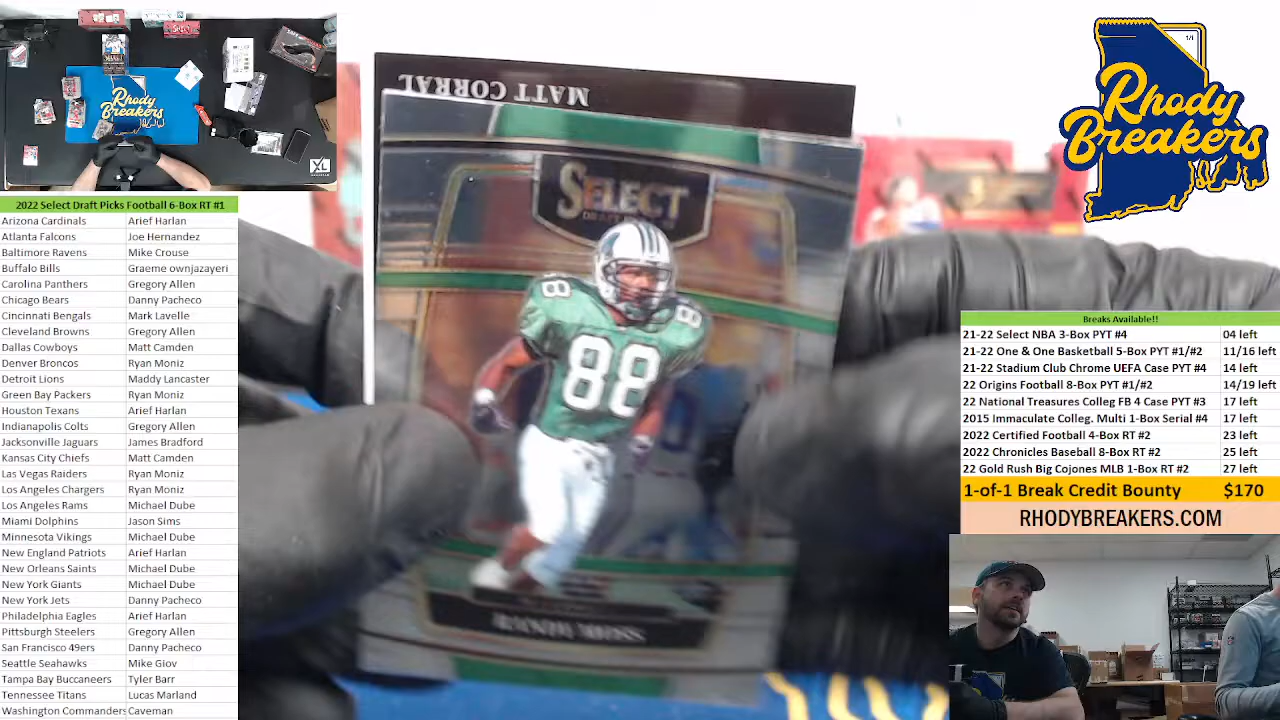 Rhody
Breakers
XL
2022 Select Draft Picks Football 6-Box RT #1
Arizona Cardinals Arief Harlan
Atlanta Falcons Joe Hernandez
Baltimore Ravens Mike Crouse
Buffalo Bills Graeme ownjazayeri
Carolina Panthers Gregory Allen
Chicago Bears Danny Pacheco
Cincinnati Bengals Mark Lavelle
Cleveland Browns Gregory Allen
Dallas Cowboys Matt Camden
Denver Broncos Ryan Moniz
Detroit Lions Maddy Lancaster
Green Bay Packers Ryan Moniz
Houston Texans Arief Harlan
Indianapolis Colts Gregory Allen
Jacksonville Jaguars James Bradford
Kansas City Chiefs Matt Camden
Las Vegas Raiders Ryan Moniz
Los Angeles Chargers Ryan Moniz
Los Angeles Rams Michael Dube
Miami Dolphins Jason Sims
Minnesota Vikings Michael Dube
New England Patriots Arief Harlan
New Orleans Saints Michael Dube
New York Giants Michael Dube
New York Jets Danny Pacheco
Philadelphia Eagles Arief Harlan
Pittsburgh Steelers Gregory Allen
San Francisco 49ers Danny Pacheco
Seattle Seahawks Mike Giov
Tampa Bay Buccaneers Tyler Barr
Tennessee Titans Lucas Marland
Washington Commanders Caveman
MATT CORRAL
SELECT
DRAFT
88
88
88
1/1
Rhody
Breakers
Breaks Available!!
21-22 Select NBA 3-Box PYT #4 04 left
21-22 One & One Basketball 5-Box PYT #1/#2 11/16 left
21-22 Stadium Club Chrome UEFA Case PYT #4 14 left
22 Origins Football 8-Box PYT #1/#2 14/19 left
22 National Treasures Colleg FB 4 Case PYT #3 17 left
2015 Immaculate Colleg. Multi 1-Box Serial #4 17 left
2022 Certified Football 4-Box RT #2 23 left
2022 Chronicles Baseball 8-Box RT #2 25 left
22 Gold Rush Big Cojones MLB 1-Box RT #2 27 left
1-of-1 Break Credit Bounty $170
RHODYBREAKERS.COM